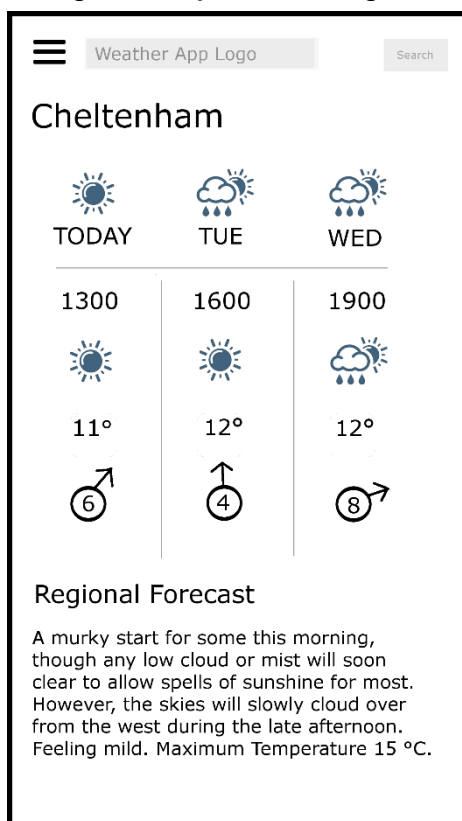 Weather App Logo
Search
Cheltenham
TODAY TUE WED
1300 1600 1900
11° 12° 12°
6 4 8
Regional Forecast
A murky start for some this morning,
though any low cloud or mist will soon
clear to allow spells of sunshine for most.
However, the skies will slowly cloud over
from the west during the late afternoon.
Feeling mild. Maximum Temperature 15 °C.